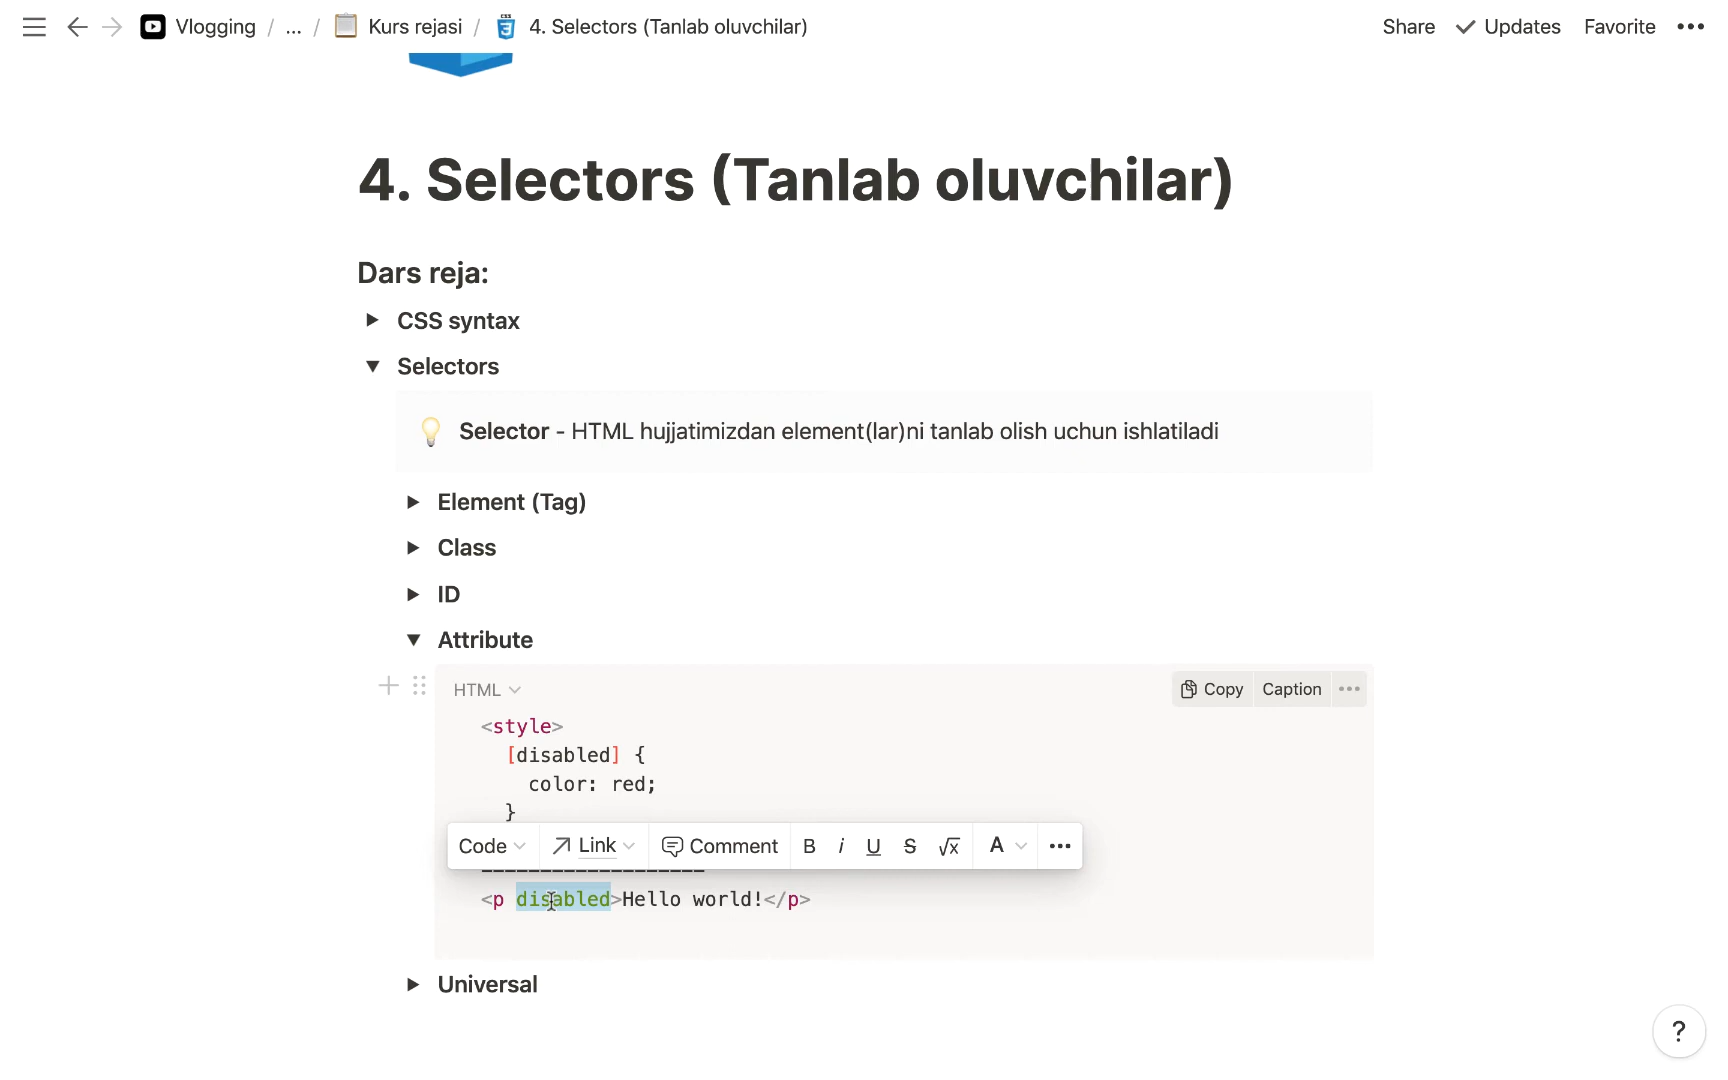 Vlogging / ... / Kurs rejasi / 4. Selectors (Tanlab oluvchilar)
Share Updates Favorite •••
4. Selectors (Tanlab oluvchilar)
Dars reja:
CSS syntax
Selectors
Selector - HTML hujjatimizdan element(lar)ni tanlab olish uchun ishlatiladi
Element (Tag)
Class
ID
Attribute
HTML
Copy Caption •••
<style>
[disabled] {
color: red;
}
Code Link Comment B i U S √x A •••
<p disabled>Hello world!</p>
Universal
?